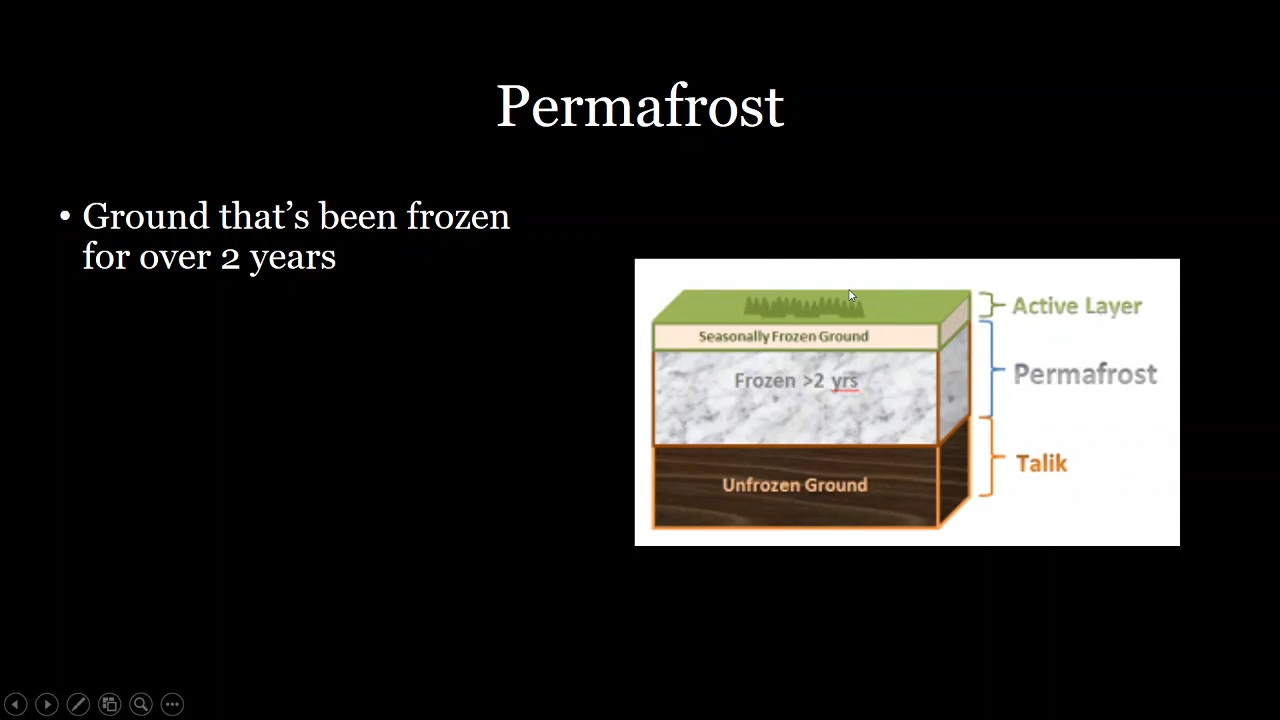 Permafrost
• Ground that's been frozen
for over 2 years
Active Layer
Seasonally Frozen Ground
Permafrost
Frozen >2 yrs
Talik
Unfrozen Ground